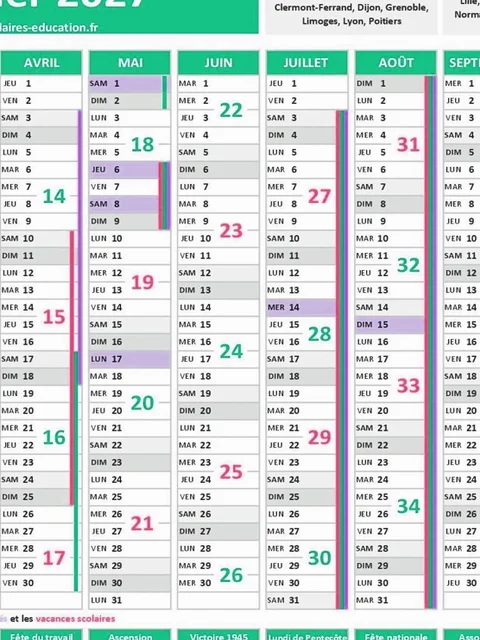 ier 2027
laires-education.fr
Clermont-Ferrand, Dijon, Grenoble,
Limoges, Lyon, Poitiers
Lille,
Norma
AVRIL
JEU 1
VEN 2
SAM 3
DIM 4
LUN 5
MAR 6
MER 7
14
JEU 8
VEN 9
SAM 10
DIM 11
LUN 12
MAR 13
MER 14
15
JEU 15
VEN 16
SAM 17
DIM 18
LUN 19
MAR 20
MER 21
16
JEU 22
VEN 23
SAM 24
DIM 25
LUN 26
MAR 27
MER 28
17
JEU 29
VEN 30
MAI
SAM 1
DIM 2
LUN 3
MAR 4
18
MER 5
JEU 6
VEN 7
SAM 8
DIM 9
LUN 10
MAR 11
MER 12
19
JEU 13
VEN 14
SAM 15
DIM 16
LUN 17
MAR 18
MER 19
20
JEU 20
VEN 21
SAM 22
DIM 23
LUN 24
MAR 25
MER 26
21
JEU 27
VEN 28
SAM 29
DIM 30
LUN 31
JUIN
MAR 1
MER 2
22
JEU 3
VEN 4
SAM 5
DIM 6
LUN 7
MAR 8
MER 9
23
JEU 10
VEN 11
SAM 12
DIM 13
LUN 14
MAR 15
MER 16
24
JEU 17
VEN 18
SAM 19
DIM 20
LUN 21
MAR 22
MER 23
25
JEU 24
VEN 25
SAM 26
DIM 27
LUN 28
MAR 29
26
MER 30
JUILLET
JEU 1
VEN 2
SAM 3
DIM 4
LUN 5
MAR 6
MER 7
27
JEU 8
VEN 9
SAM 10
DIM 11
LUN 12
MAR 13
MER 14
JEU 15
28
VEN 16
SAM 17
DIM 18
LUN 19
MAR 20
MER 21
29
JEU 22
VEN 23
SAM 24
DIM 25
LUN 26
MAR 27
MER 28
30
JEU 29
VEN 30
SAM 31
AOÛT
DIM 1
LUN 2
MAR 3
MER 4
31
JEU 5
VEN 6
SAM 7
DIM 8
LUN 9
MAR 10
MER 11
32
JEU 12
VEN 13
SAM 14
DIM 15
LUN 16
MAR 17
MER 18
33
JEU 19
VEN 20
SAM 21
DIM 22
LUN 23
MAR 24
MER 25
34
JEU 26
VEN 27
SAM 28
DIM 29
LUN 30
MAR 31
SEPT
MER 1
JEU 2
VEN 3
SAM 4
DIM 5
LUN 6
MAR 7
MER 8
JEU 9
VEN 10
SAM 11
DIM 12
LUN 13
MAR 14
MER 15
JEU 16
VEN 17
SAM 18
DIM 19
LUN 20
MAR 21
MER 22
JEU 23
VEN 24
SAM 25
DIM 26
LUN 27
MAR 28
MER 29
JEU 30
et les vacances scolaires
Fête du travail
Ascension
Victoire 1945
Lundi de Pentecôte
Fête nationale
Asso